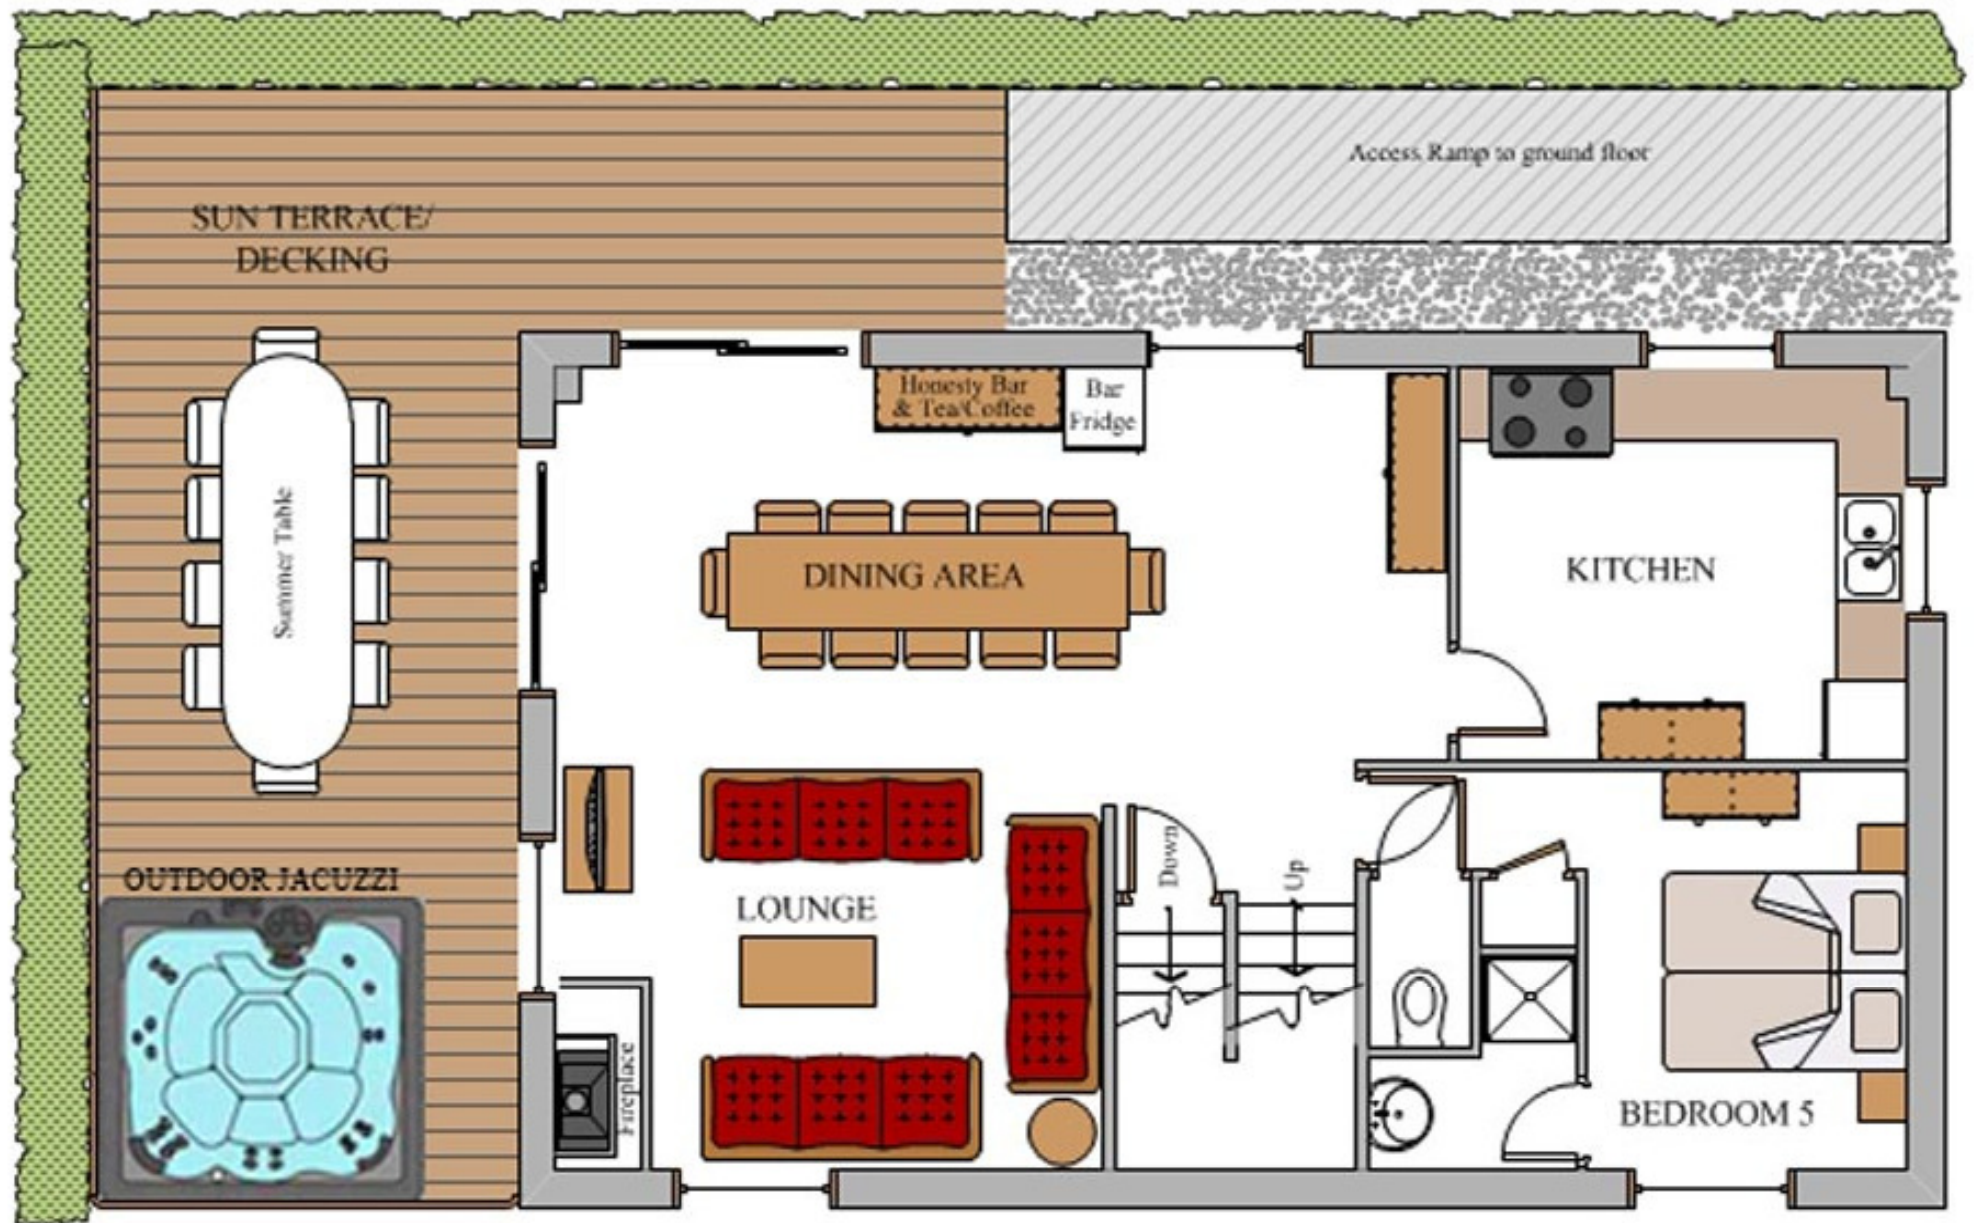 Access Ramp to ground floor
SUN TERRACE/
DECKING
Honesty Bar
& Tea/Coffee
Bar
Fridge
Summer Table
DINING AREA
KITCHEN
Down
Up
OUTDOOR JACUZZI
LOUNGE
Fireplace
BEDROOM 5